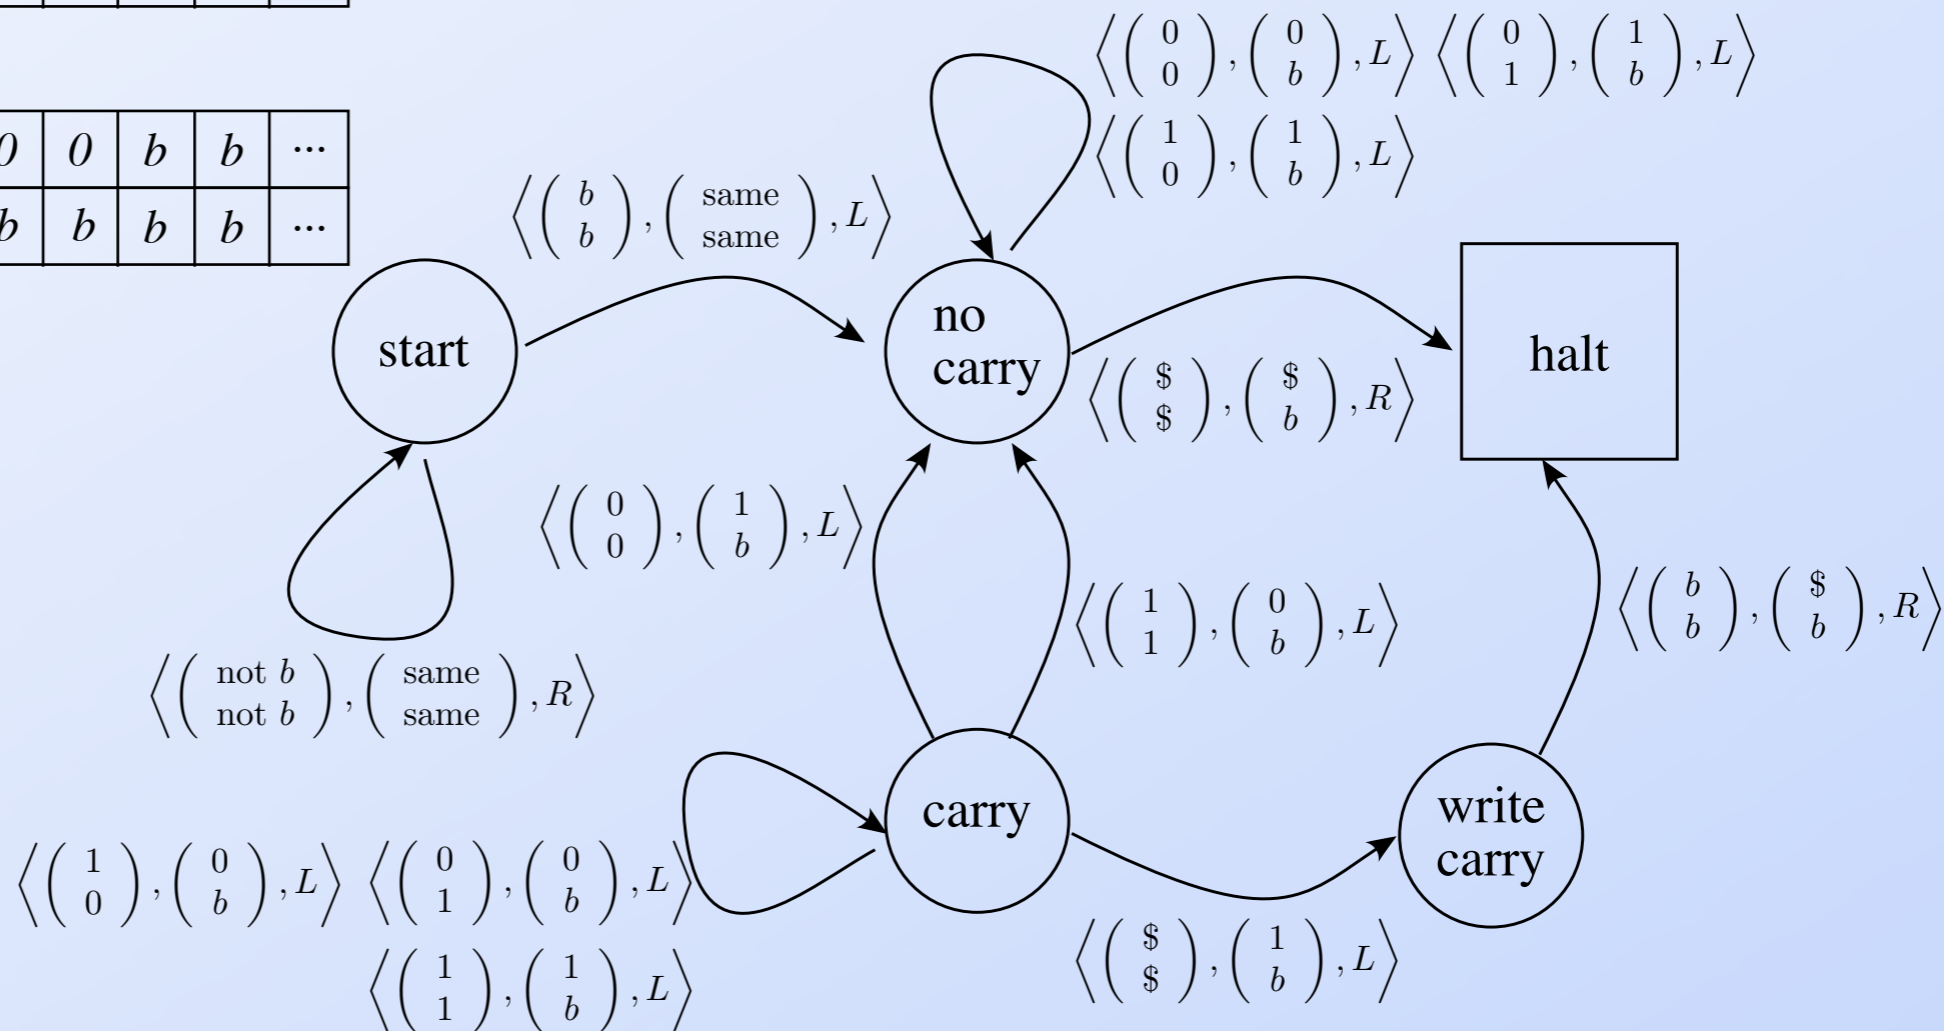 ⟨(0 0), (0 b), L⟩ ⟨(0 1), (1 b), L⟩
⟨(1 0), (1 b), L⟩
0 0 b b ...
b b b b ...
⟨(b b), (same same), L⟩
start
no
carry
halt
⟨($ $), ($ b), R⟩
⟨(0 0), (1 b), L⟩
⟨(1 1), (0 b), L⟩
⟨(b b), ($ b), R⟩
⟨(not b not b), (same same), R⟩
carry
write
carry
⟨(1 0), (0 b), L⟩ ⟨(0 1), (0 b), L⟩
⟨(1 1), (1 b), L⟩
⟨($ $), (1 b), L⟩